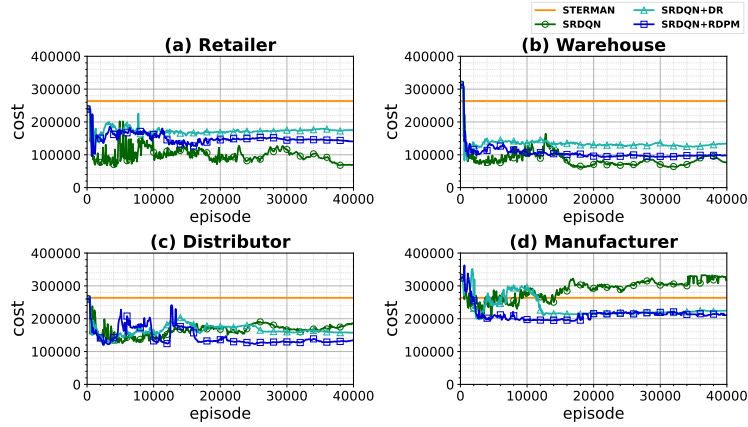 STERMAN
SRDQN
SRDQN+DR
SRDQN+RDPM
(a) Retailer
400000
300000
200000
100000
0
cost
0 10000 20000 30000 40000
episode
(b) Warehouse
400000
300000
200000
100000
0
cost
0 10000 20000 30000 40000
episode
(c) Distributor
400000
300000
200000
100000
0
cost
0 10000 20000 30000 40000
episode
(d) Manufacturer
400000
300000
200000
100000
0
cost
0 10000 20000 30000 40000
episode